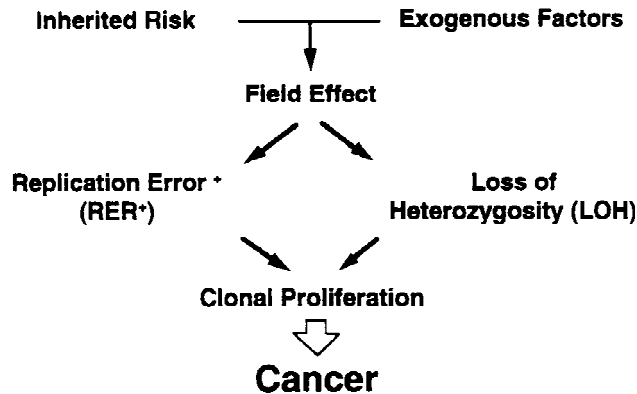 Inherited Risk
Exogenous Factors
Field Effect
Replication Error +
(RER+)
Loss of
Heterozygosity (LOH)
Clonal Proliferation
Cancer